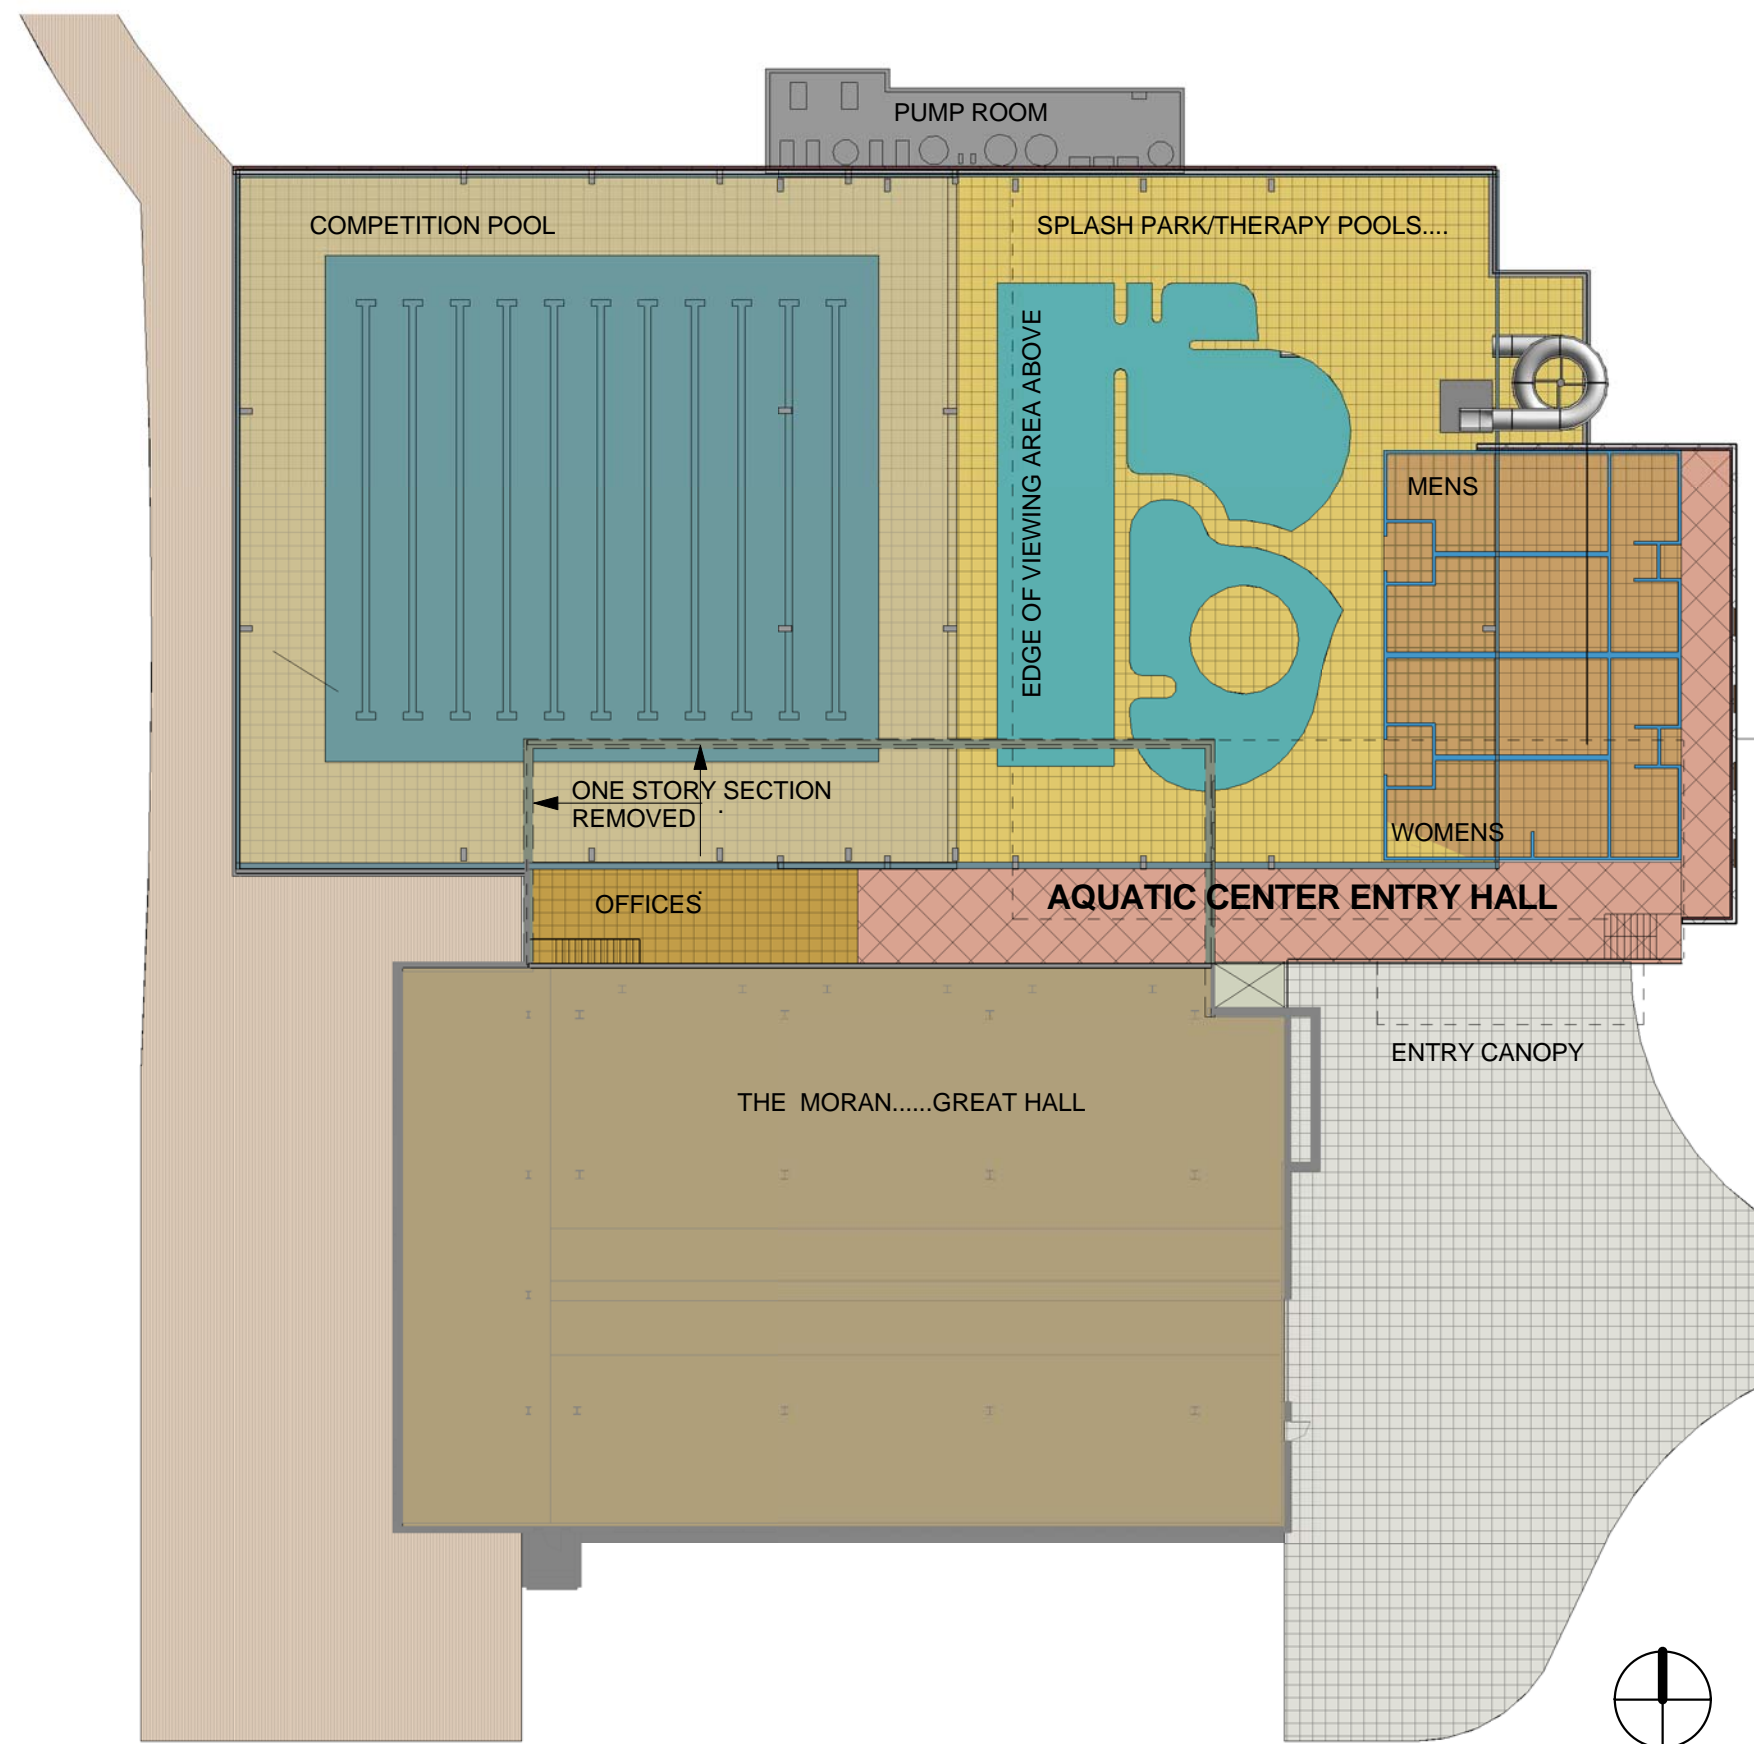 PUMP ROOM
COMPETITION POOL
SPLASH PARK/THERAPY POOLS....
EDGE OF VIEWING AREA ABOVE
MENS
ONE STORY SECTION
REMOVED
WOMENS
OFFICES
AQUATIC CENTER ENTRY HALL
ENTRY CANOPY
THE MORAN......GREAT HALL